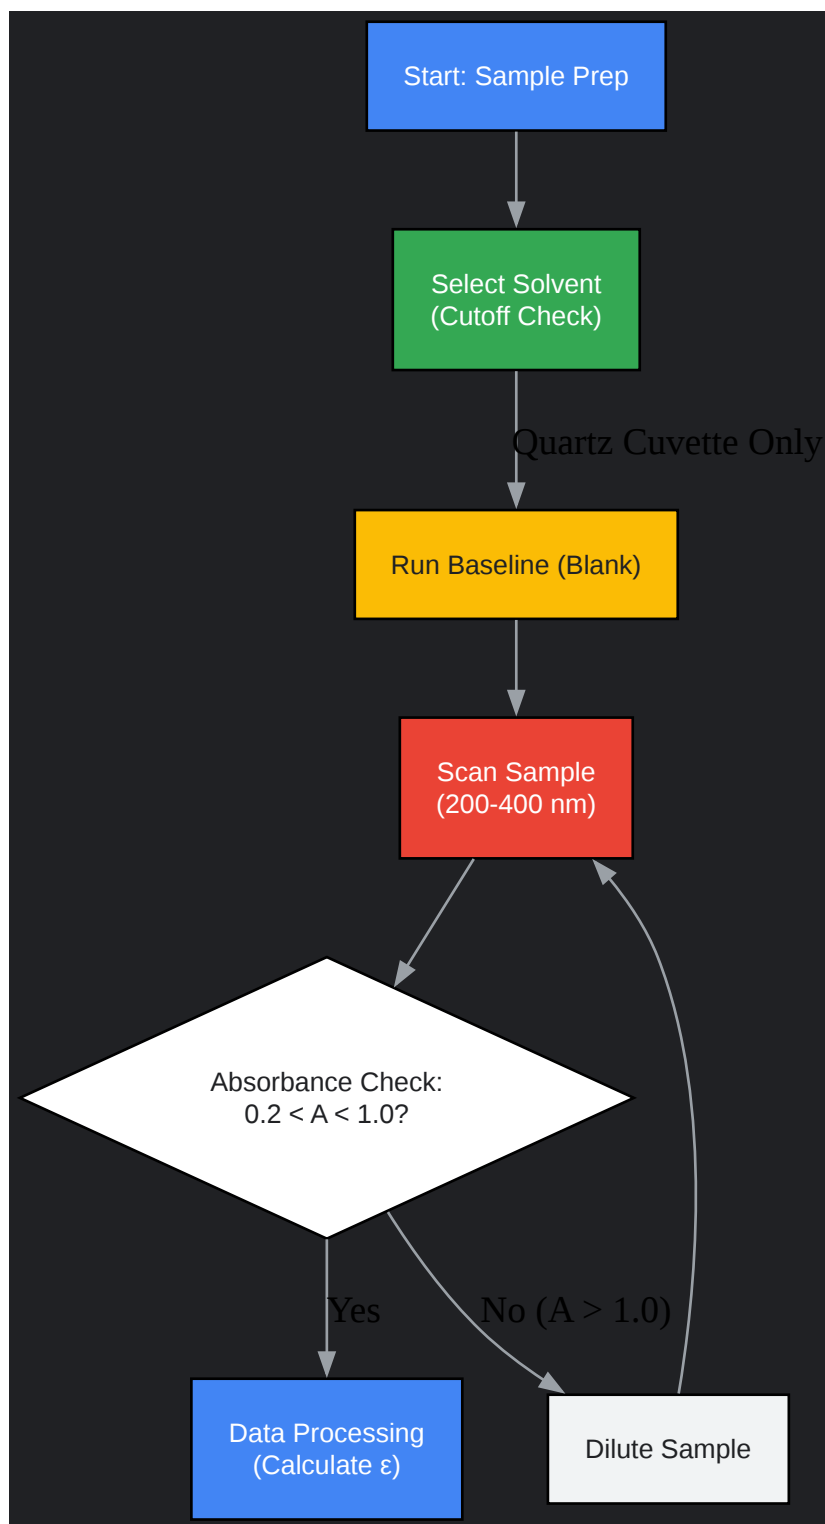 Start: Sample Prep
Select Solvent
(Cutoff Check)
Quartz Cuvette Only
Run Baseline (Blank)
Scan Sample
(200-400 nm)
Absorbance Check:
0.2 < A < 1.0?
Yes
No (A > 1.0)
Data Processing
(Calculate ε)
Dilute Sample